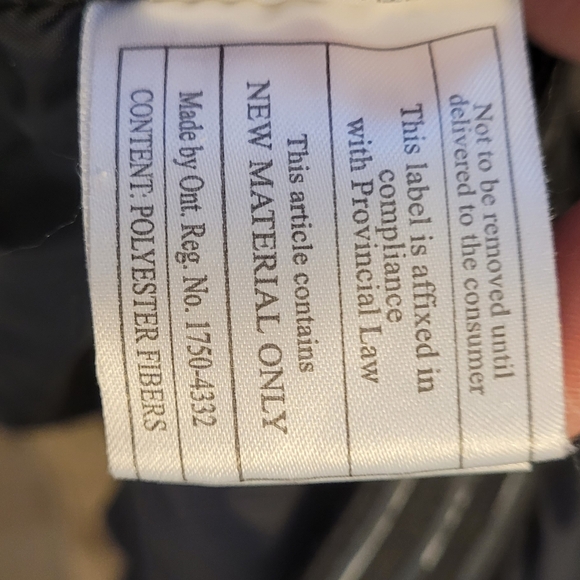 Not to be removed until
delivered to the consumer
This label is affixed in
compliance
with Provincial Law
This article contains
NEW MATERIAL ONLY
Made by Ont. Reg. No. 1750-4332
CONTENT: POLYESTER FIBERS